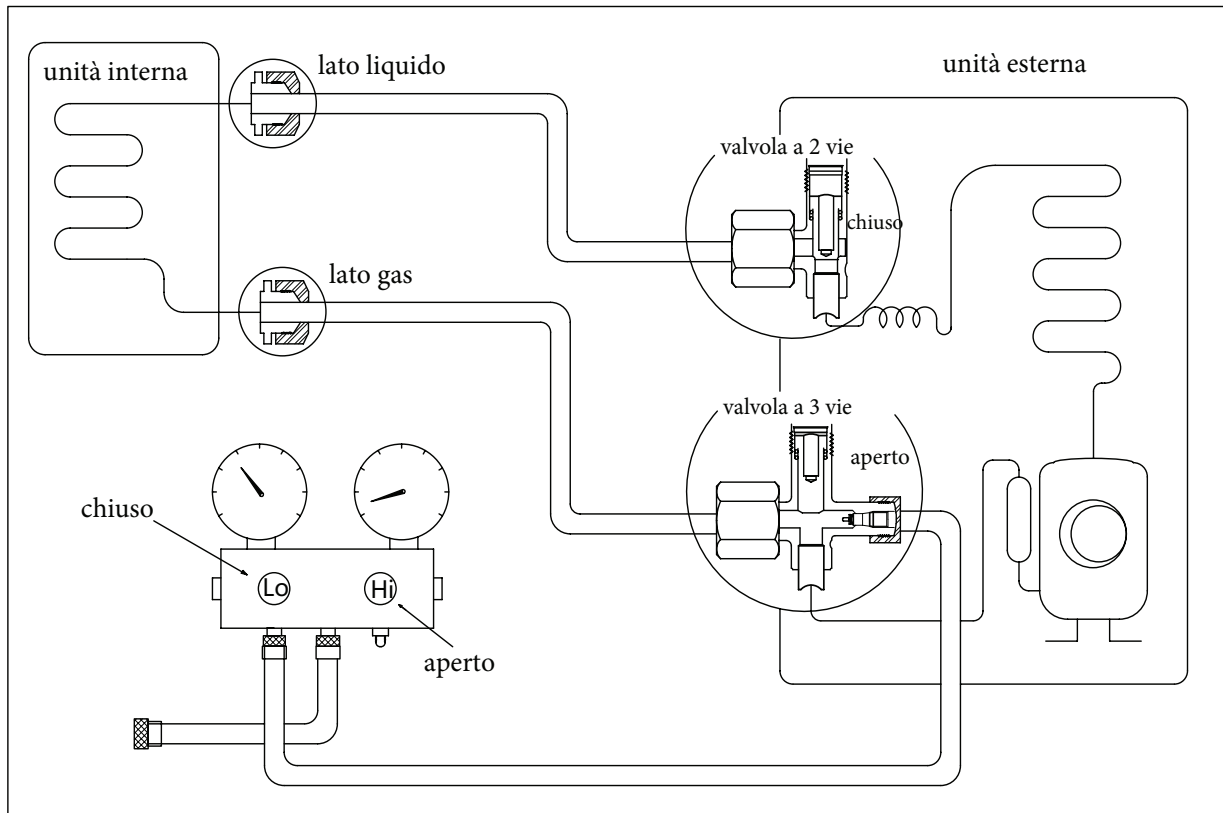 unità interna
lato liquido
unità esterna
valvola a 2 vie
chiuso
lato gas
valvola a 3 vie
aperto
chiuso
Lo
Hi
aperto